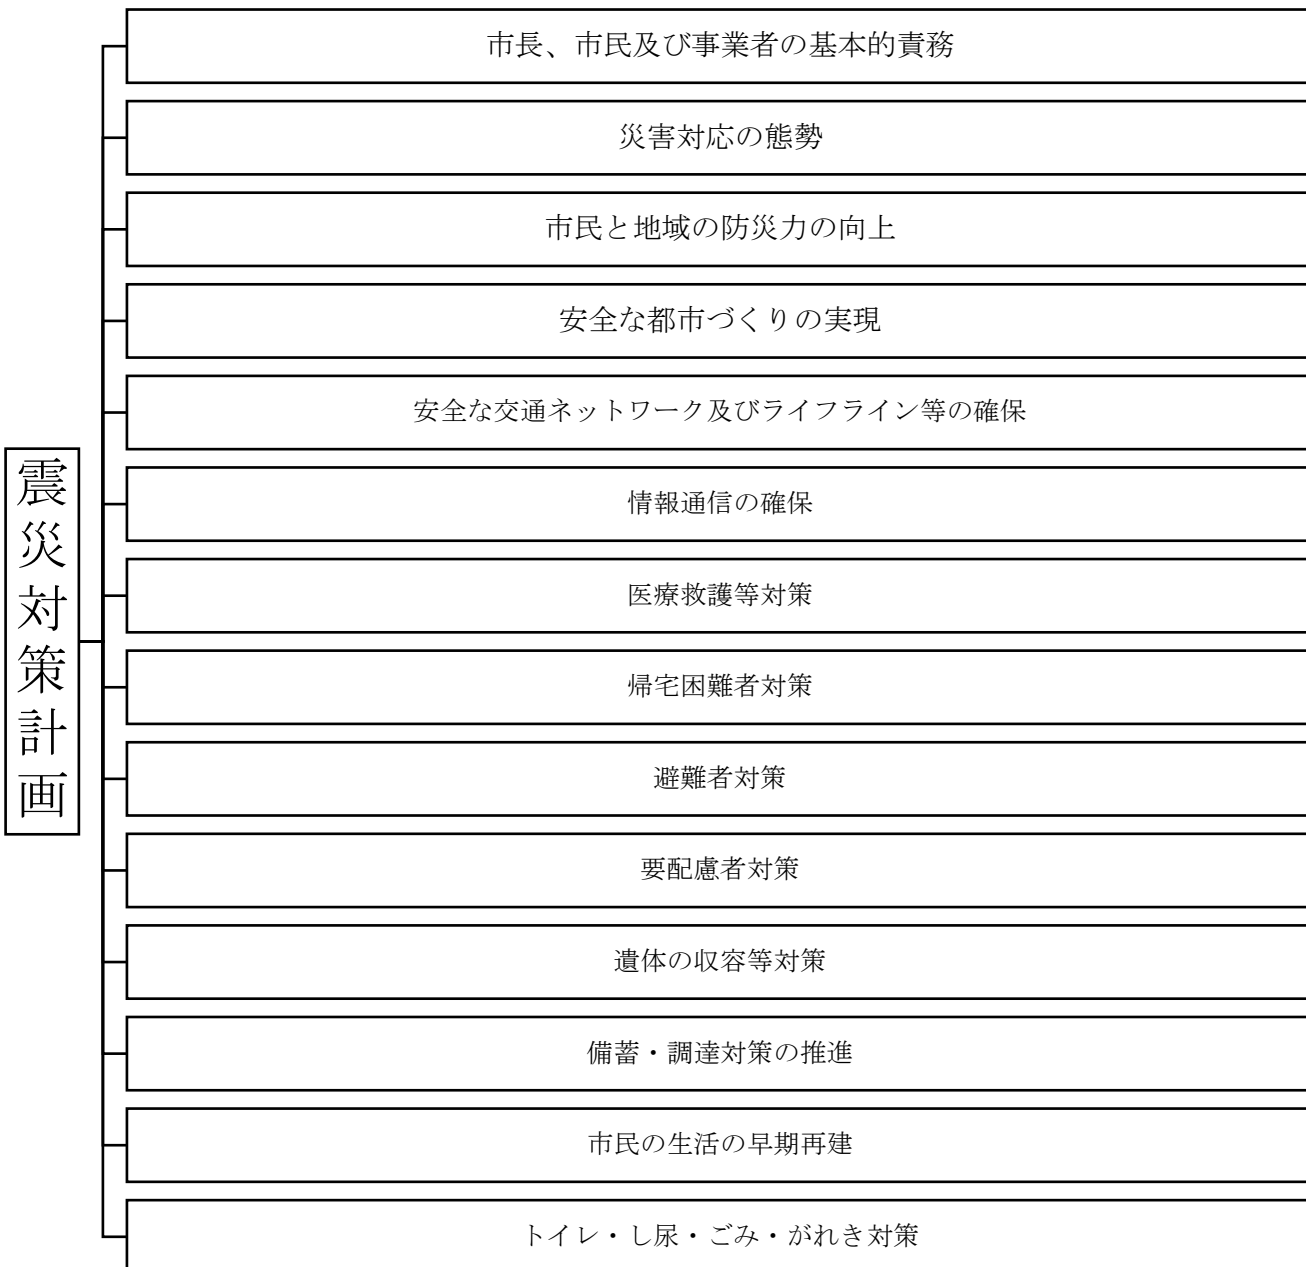 震災対策計画
市長、市民及び事業者の基本的責務
災害対応の態勢
市民と地域の防災力の向上
安全な都市づくりの実現
安全な交通ネットワーク及びライフライン等の確保
情報通信の確保
医療救護等対策
帰宅困難者対策
避難者対策
要配慮者対策
遺体の収容等対策
備蓄・調達対策の推進
市民の生活の早期再建
トイレ・し尿・ごみ・がれき対策